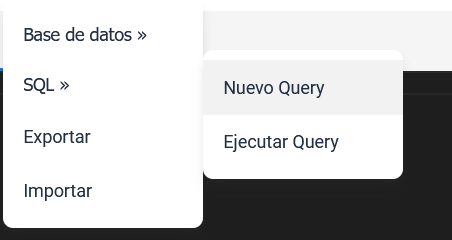 Base de datos »
SQL »
Nuevo Query
Exportar
Ejecutar Query
Importar